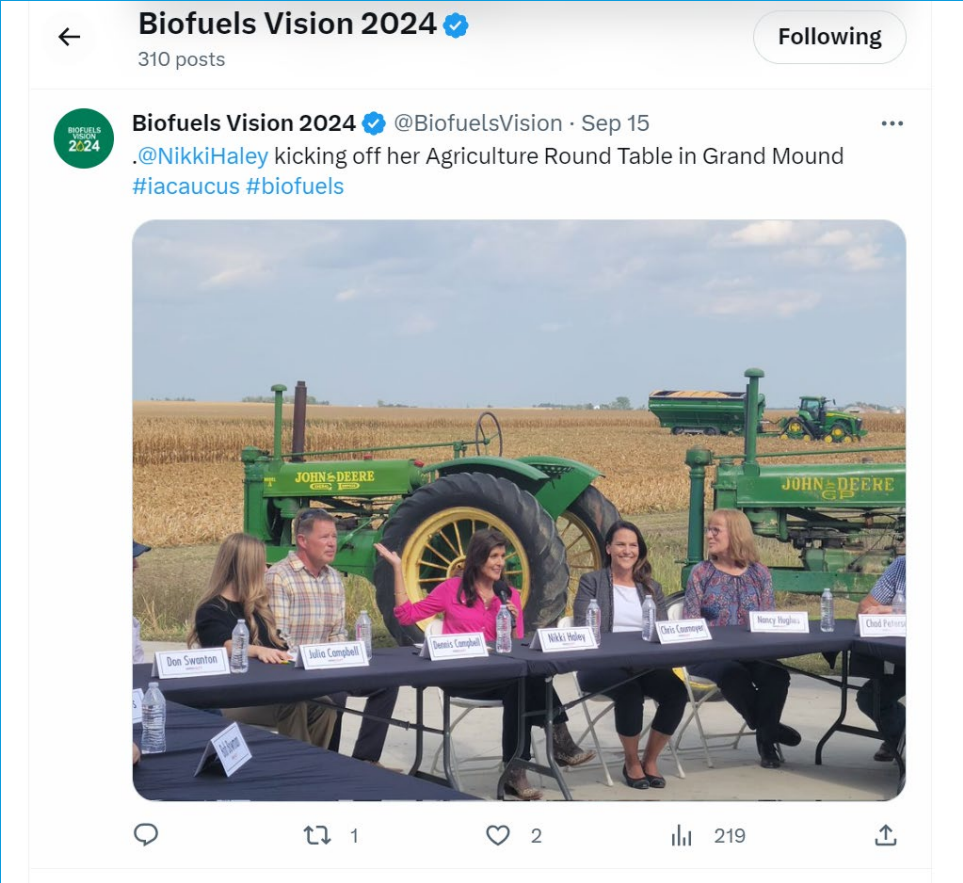 Biofuels Vision 2024
310 posts
Following
BIOFUELS
VISION
2024
Biofuels Vision 2024 @BiofuelsVision · Sep 15
.@NikkiHaley kicking off her Agriculture Round Table in Grand Mound
#iacaucus #biofuels
JOHN DEERE
JOHN DEERE
GP
Don Swanton
Julia Campbell
Dennis Campbell
Nikki Haley
Chris Cournoyer
Nancy Hughes
Chad
Bob
1
2
219